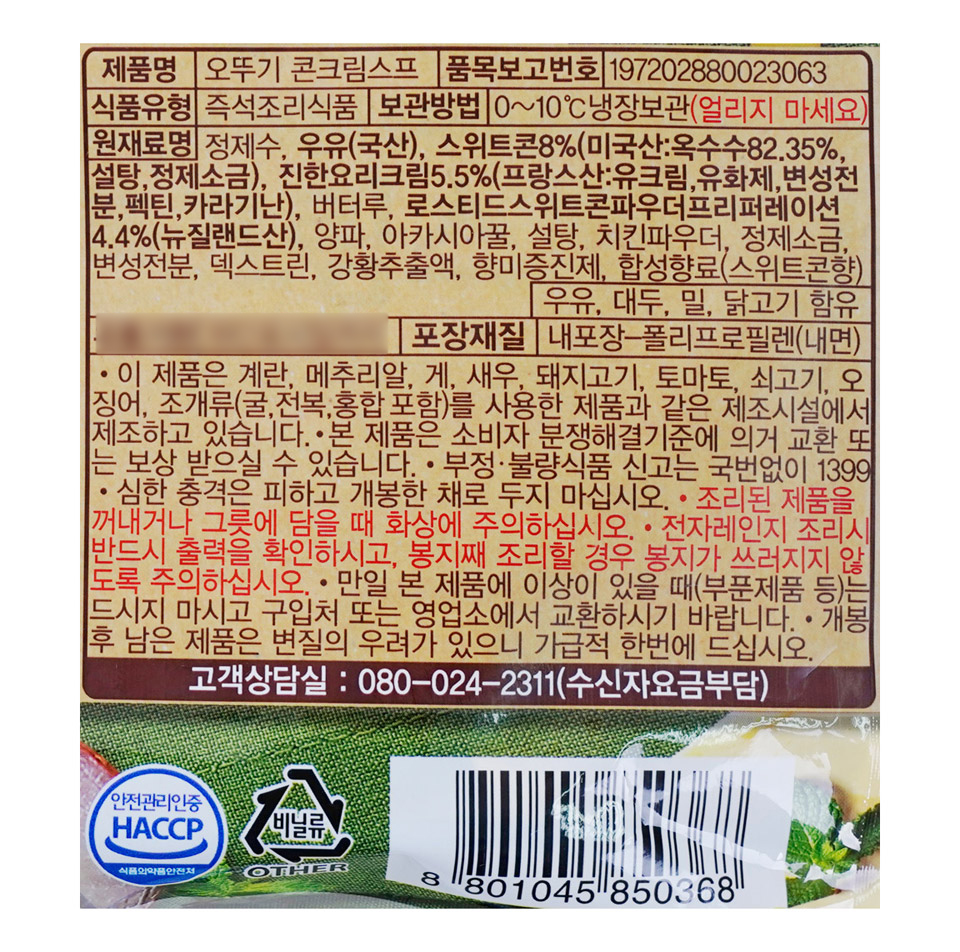 제품명 오뚜기 콘크림스프 품목보고번호 197202880023063
식품유형 즉석조리식품 보관방법 0~10℃냉장보관(얼리지 마세요)
원재료명 정제수, 우유(국산), 스위트콘8%(미국산:옥수수82.35%,
설탕,정제소금), 진한요리크림5.5%(프랑스산:유크림,유화제,변성전
분,펙틴,카라기난), 버터루, 로스티드스위트콘파우더프리퍼레이션
4.4%(뉴질랜드산), 양파, 아카시아꿀, 설탕, 치킨파우더, 정제소금,
변성전분, 덱스트린, 강황추출액, 향미증진제, 합성향료(스위트콘향)
우유, 대두, 밀, 닭고기 함유
포장재질 내포장-폴리프로필렌(내면)
• 이 제품은 계란, 메추리알, 게, 새우, 돼지고기, 토마토, 쇠고기, 오
징어, 조개류(굴,전복,홍합 포함)를 사용한 제품과 같은 제조시설에서
제조하고 있습니다. • 본 제품은 소비자 분쟁해결기준에 의거 교환 또
는 보상 받으실 수 있습니다. • 부정·불량식품 신고는 국번없이 1399
• 심한 충격은 피하고 개봉한 채로 두지 마십시오. • 조리된 제품을
꺼내거나 그릇에 담을 때 화상에 주의하십시오. • 전자레인지 조리시
반드시 출력을 확인하시고, 봉지째 조리할 경우 봉지가 쓰러지지 않
도록 주의하십시오. • 만일 본 제품에 이상이 있을 때(부푼제품 등)는
드시지 마시고 구입처 또는 영업소에서 교환하시기 바랍니다. • 개봉
후 남은 제품은 변질의 우려가 있으니 가급적 한번에 드십시오.
고객상담실 : 080-024-2311(수신자요금부담)
안전관리인증
HACCP
식품의약품안전처
비닐류
OTHER
8 801045 850368